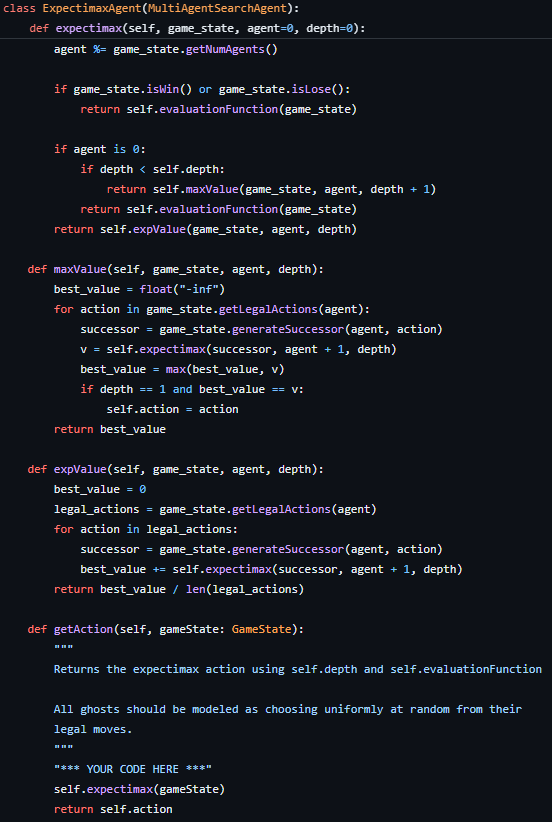 class ExpectimaxAgent(MultiAgentSearchAgent):
    def expectimax(self, game_state, agent=0, depth=0):
        agent %= game_state.getNumAgents()

        if game_state.isWin() or game_state.isLose():
            return self.evaluationFunction(game_state)

        if agent is 0:
            if depth < self.depth:
                return self.maxValue(game_state, agent, depth + 1)
            return self.evaluationFunction(game_state)
        return self.expValue(game_state, agent, depth)

    def maxValue(self, game_state, agent, depth):
        best_value = float("-inf")
        for action in game_state.getLegalActions(agent):
            successor = game_state.generateSuccessor(agent, action)
            v = self.expectimax(successor, agent + 1, depth)
            best_value = max(best_value, v)
            if depth == 1 and best_value == v:
                self.action = action
        return best_value

    def expValue(self, game_state, agent, depth):
        best_value = 0
        legal_actions = game_state.getLegalActions(agent)
        for action in legal_actions:
            successor = game_state.generateSuccessor(agent, action)
            best_value += self.expectimax(successor, agent + 1, depth)
        return best_value / len(legal_actions)

    def getAction(self, gameState: GameState):
        """
        Returns the expectimax action using self.depth and self.evaluationFunction

        All ghosts should be modeled as choosing uniformly at random from their
        legal moves.
        """
        "*** YOUR CODE HERE ***"
        self.expectimax(gameState)
        return self.action